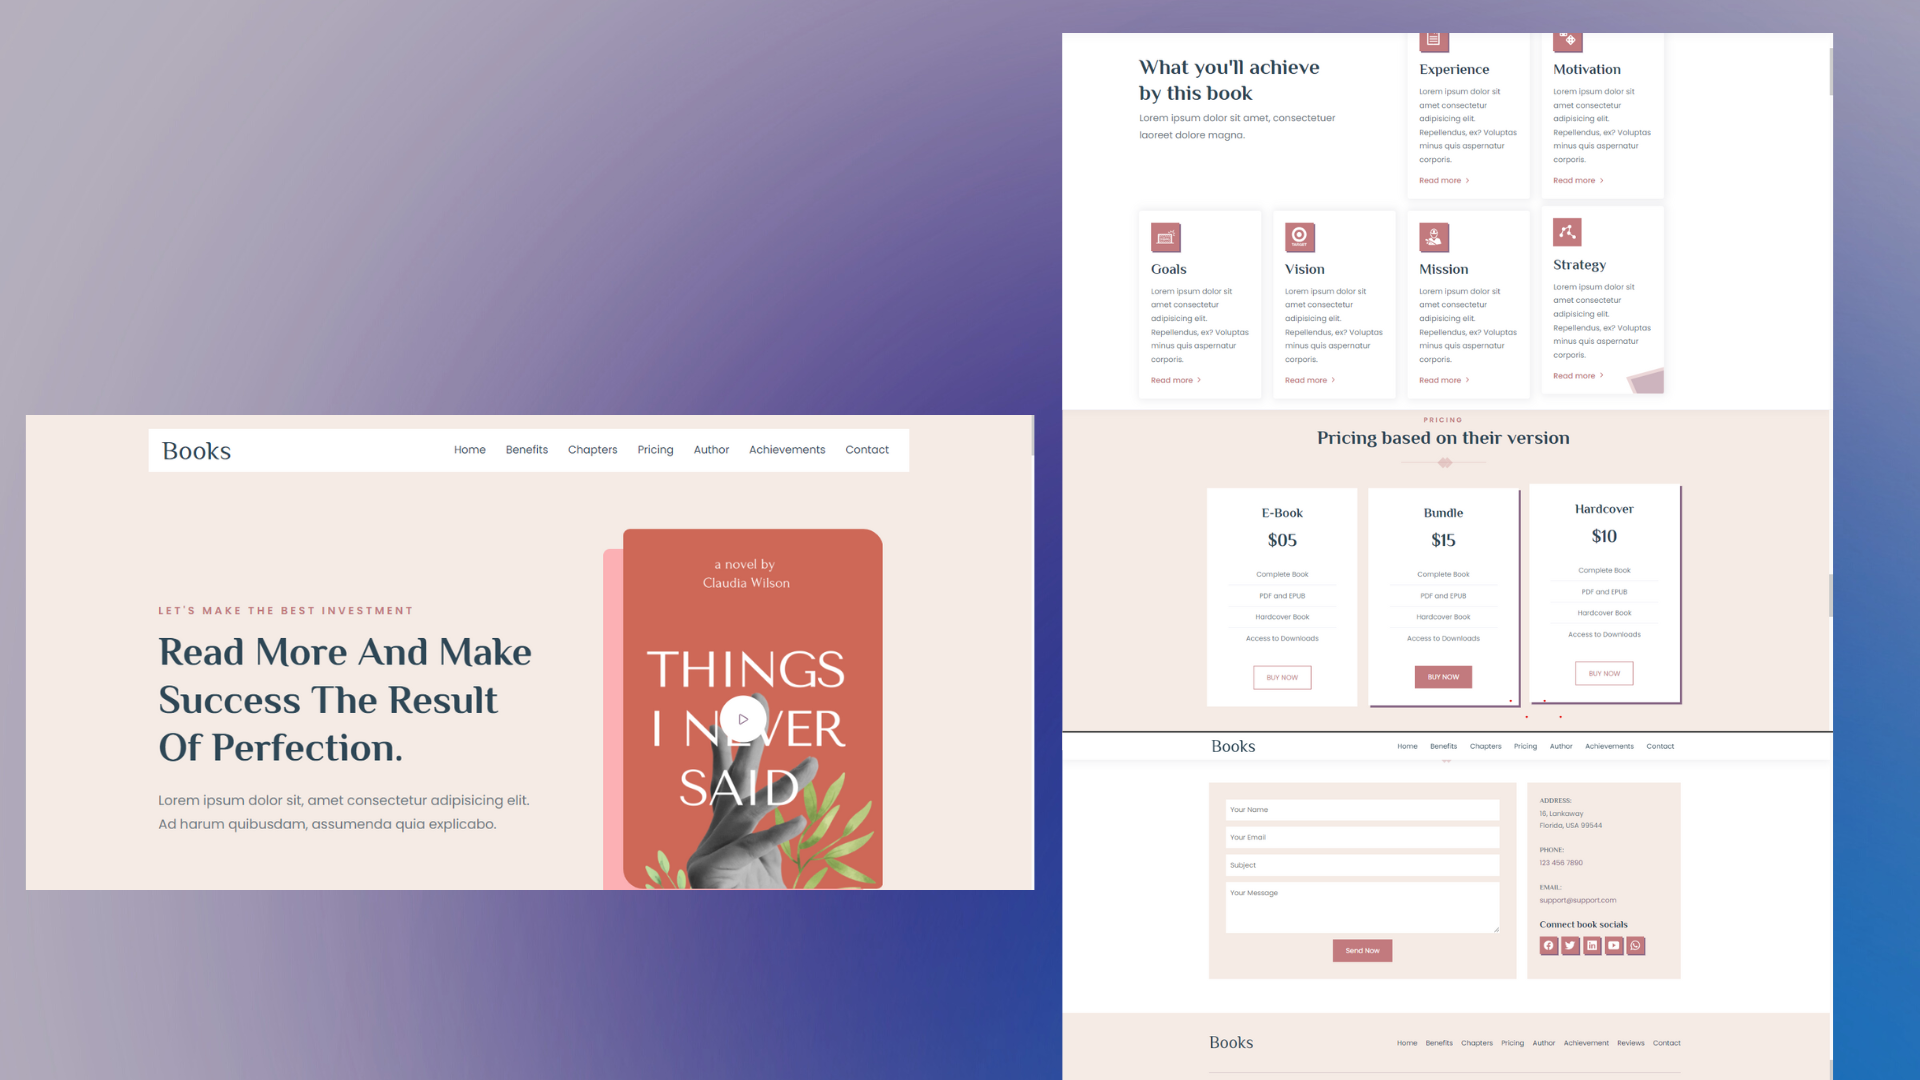 Books
Home Benefits Chapters Pricing Author Achievements Contact
LET'S MAKE THE BEST INVESTMENT
Read More And Make
Success The Result
Of Perfection.
Lorem ipsum dolor sit, amet consectetur adipisicing elit.
Ad harum quibusdam, assumenda quia explicabo.
a novel by
Claudia Wilson
THINGS
I NEVER
SAID
What you'll achieve
by this book
Lorem ipsum dolor sit amet, consectetuer
laoreet dolore magna.
Experience
Lorem ipsum dolor sit
amet consectetur
adipisicing elit.
Repellendus, ex? Voluptas
minus quis aspernatur
corporis.
Read more
Motivation
Lorem ipsum dolor sit
amet consectetur
adipisicing elit.
Repellendus, ex? Voluptas
minus quis aspernatur
corporis.
Read more
Goals
Lorem ipsum dolor sit
amet consectetur
adipisicing elit.
Repellendus, ex? Voluptas
minus quis aspernatur
corporis.
Read more
Vision
Lorem ipsum dolor sit
amet consectetur
adipisicing elit.
Repellendus, ex? Voluptas
minus quis aspernatur
corporis.
Read more
Mission
Lorem ipsum dolor sit
amet consectetur
adipisicing elit.
Repellendus, ex? Voluptas
minus quis aspernatur
corporis.
Read more
Strategy
Lorem ipsum dolor sit
amet consectetur
adipisicing elit.
Repellendus, ex? Voluptas
minus quis aspernatur
corporis.
Read more
PRICING
Pricing based on their version
E-Book
$05
Complete Book
PDF and EPUB
Hardcover Book
Access to Downloads
BUY NOW
Bundle
$15
Complete Book
PDF and EPUB
Hardcover Book
Access to Downloads
BUY NOW
Hardcover
$10
Complete Book
PDF and EPUB
Hardcover Book
Access to Downloads
BUY NOW
Books
Home Benefits Chapters Pricing Author Achievements Contact
Your Name
Your Email
Subject
Your Message
Send Now
ADDRESS:
16, Lankaway
Florida, USA 99544
PHONE:
123 456 7890
EMAIL:
support@support.com
Connect book socials
Books
Home Benefits Chapters Pricing Author Achievement Reviews Contact